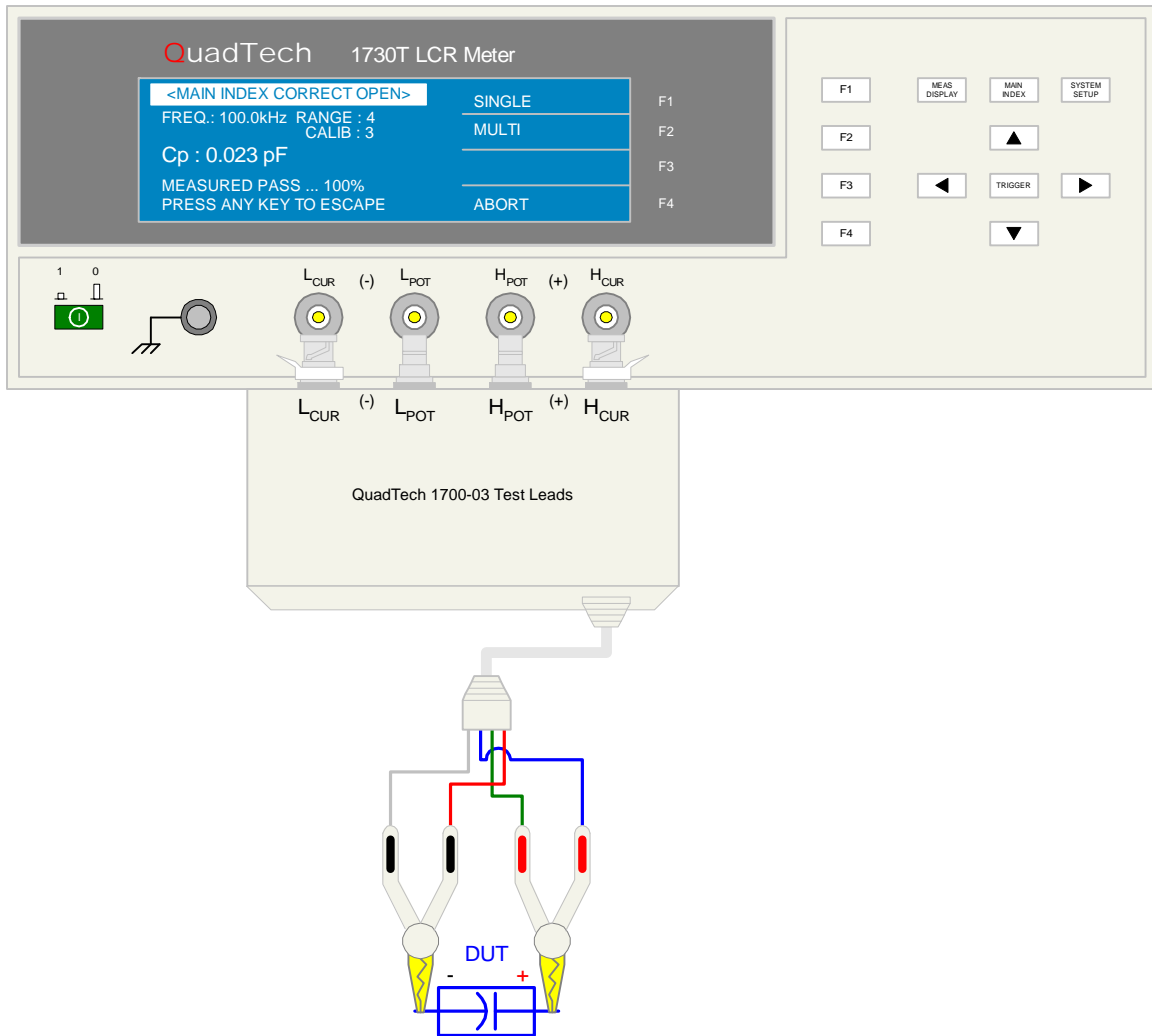 QuadTech 1730T LCR Meter
<MAIN INDEX CORRECT OPEN>
FREQ.: 100.0kHz RANGE : 4
CALIB : 3
Cp : 0.023 pF
MEASURED PASS ... 100%
PRESS ANY KEY TO ESCAPE
SINGLE
MULTI
ABORT
F1
F2
F3
F4
F1
F2
F3
F4
MEAS DISPLAY
MAIN INDEX
SYSTEM SETUP
TRIGGER
1 0
LCUR (-) LPOT HPOT (+) HCUR
LCUR (-) LPOT HPOT (+) HCUR
QuadTech 1700-03 Test Leads
DUT
- +